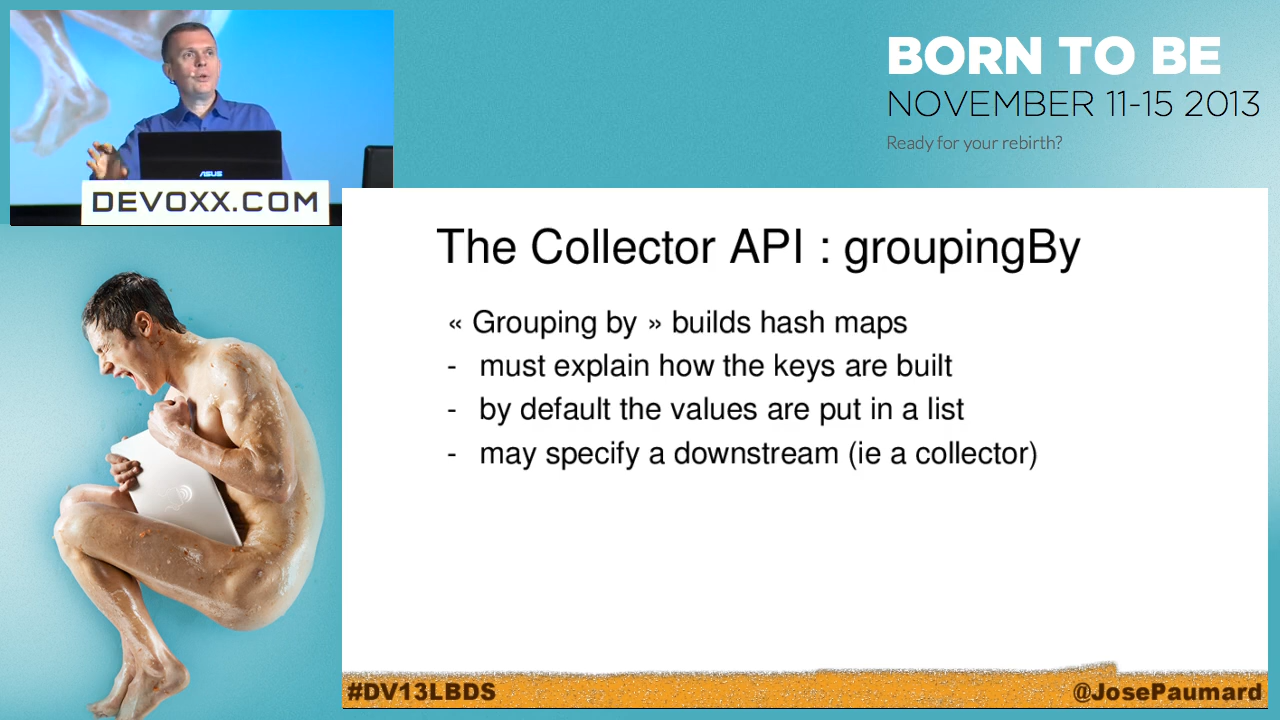 BORN TO BE
NOVEMBER 11-15 2013
Ready for your rebirth?
ASUS
DEVOXX.COM
The Collector API : groupingBy
« Grouping by » builds hash maps
- must explain how the keys are built
- by default the values are put in a list
- may specify a downstream (ie a collector)
#DV13LBDS
@JosePaumard